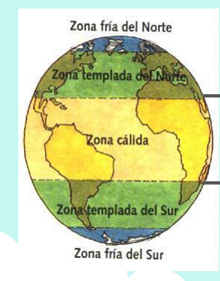 Zona fría del Norte
Zona templada del Norte
Zona cálida
Zona templada del Sur
Zona fría del Sur